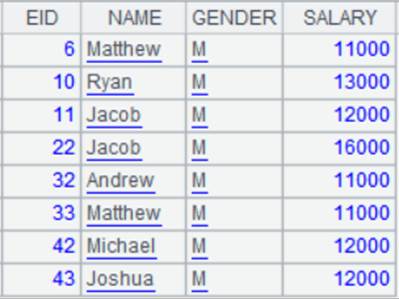 EID NAME GENDER SALARY
6 Matthew M 11000
10 Ryan M 13000
11 Jacob M 12000
22 Jacob M 16000
32 Andrew M 11000
33 Matthew M 11000
42 Michael M 12000
43 Joshua M 12000